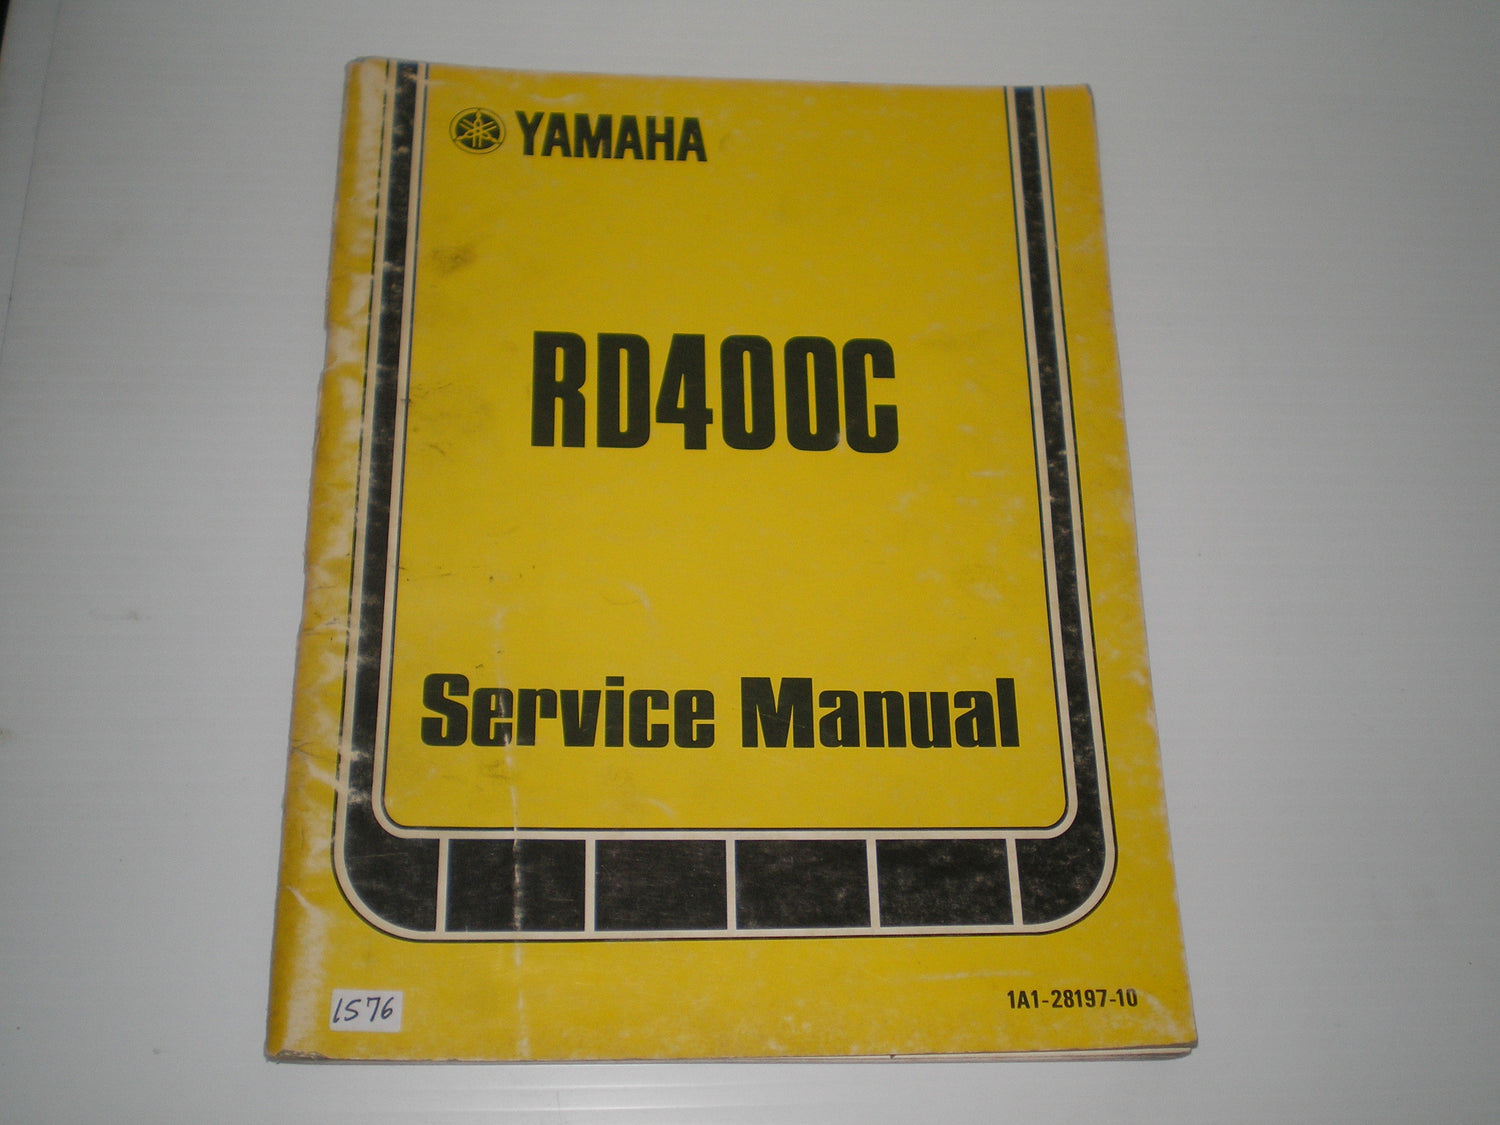 YAMAHA
RD400C
Service Manual
1A1-28197-10
1576